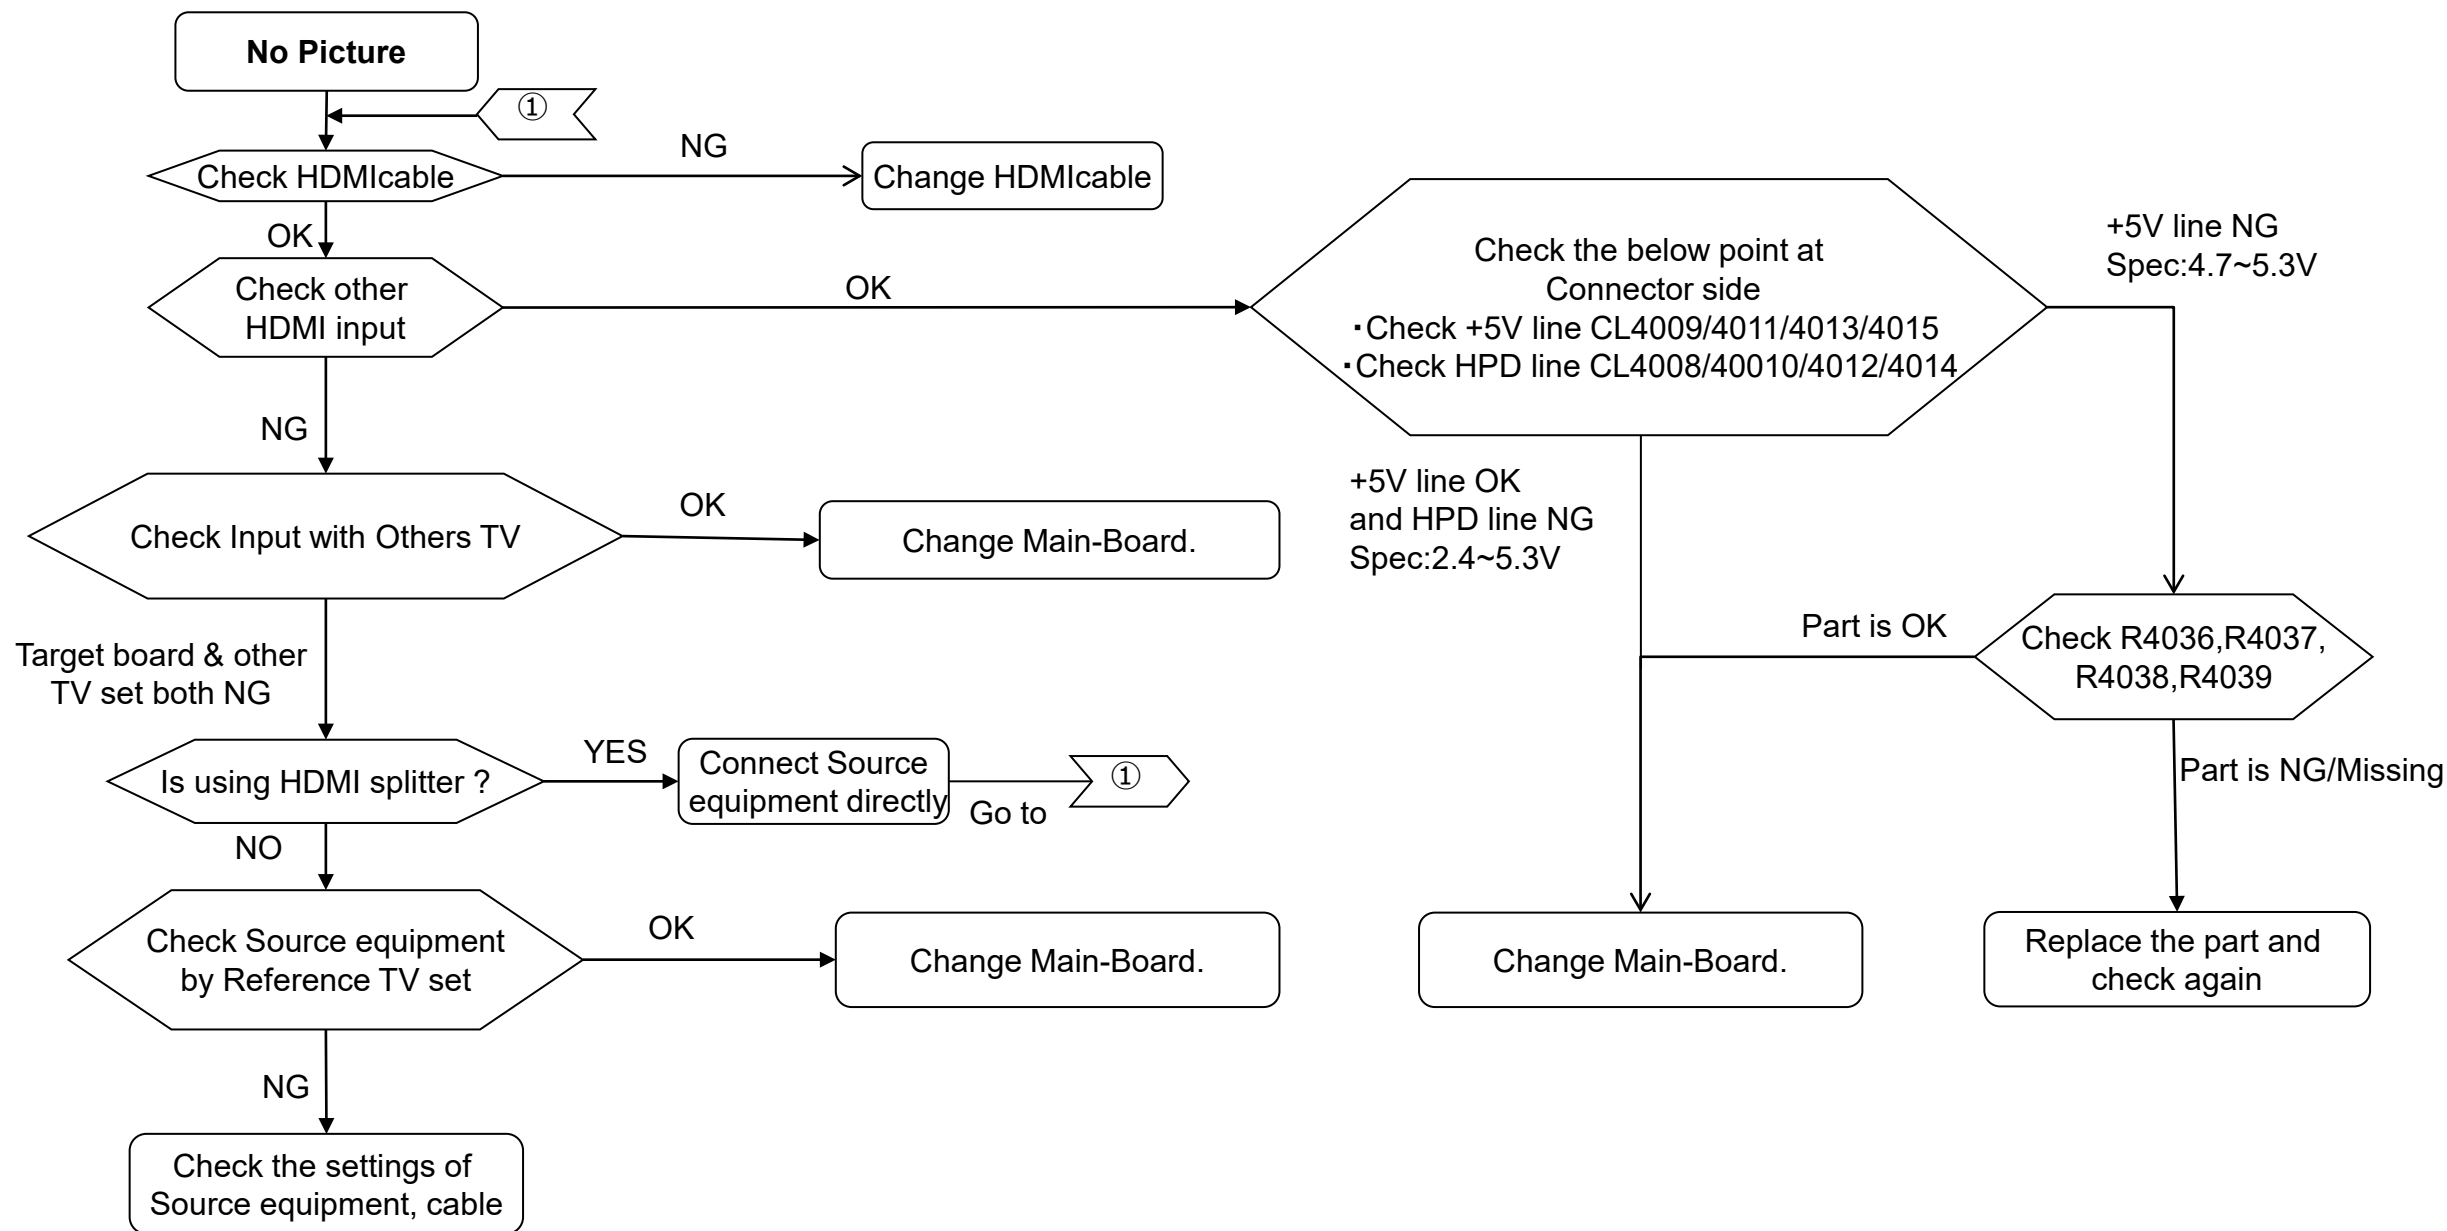 No Picture
①
Check HDMIcable
NG
Change HDMIcable
OK
Check other
HDMI input
OK
Check the below point at
Connector side
・Check +5V line CL4009/4011/4013/4015
・Check HPD line CL4008/40010/4012/4014
+5V line NG
Spec:4.7~5.3V
NG
Check Input with Others TV
OK
Change Main-Board.
+5V line OK
and HPD line NG
Spec:2.4~5.3V
Part is OK
Check R4036,R4037,
R4038,R4039
Target board & other
TV set both NG
Is using HDMI splitter ?
YES
Connect Source
equipment directly
Go to
①
Part is NG/Missing
NO
Check Source equipment
by Reference TV set
OK
Change Main-Board.
Change Main-Board.
Replace the part and
check again
NG
Check the settings of
Source equipment, cable